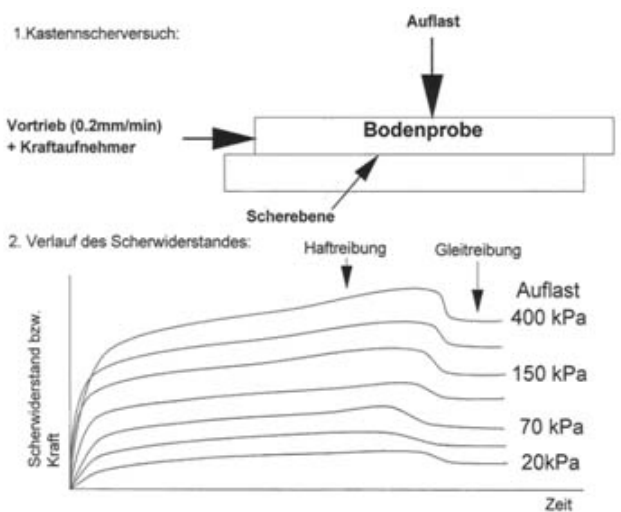 1.Kastennscherversuch:
Auflast
Vortrieb (0.2mm/min)
+ Kraftaufnehmer
Bodenprobe
Scherebene
2. Verlauf des Scherwiderstandes:
Haftreibung
Gleitreibung
Auflast
400 kPa
150 kPa
70 kPa
20kPa
Scherwiderstand bzw.
Kraft
Zeit